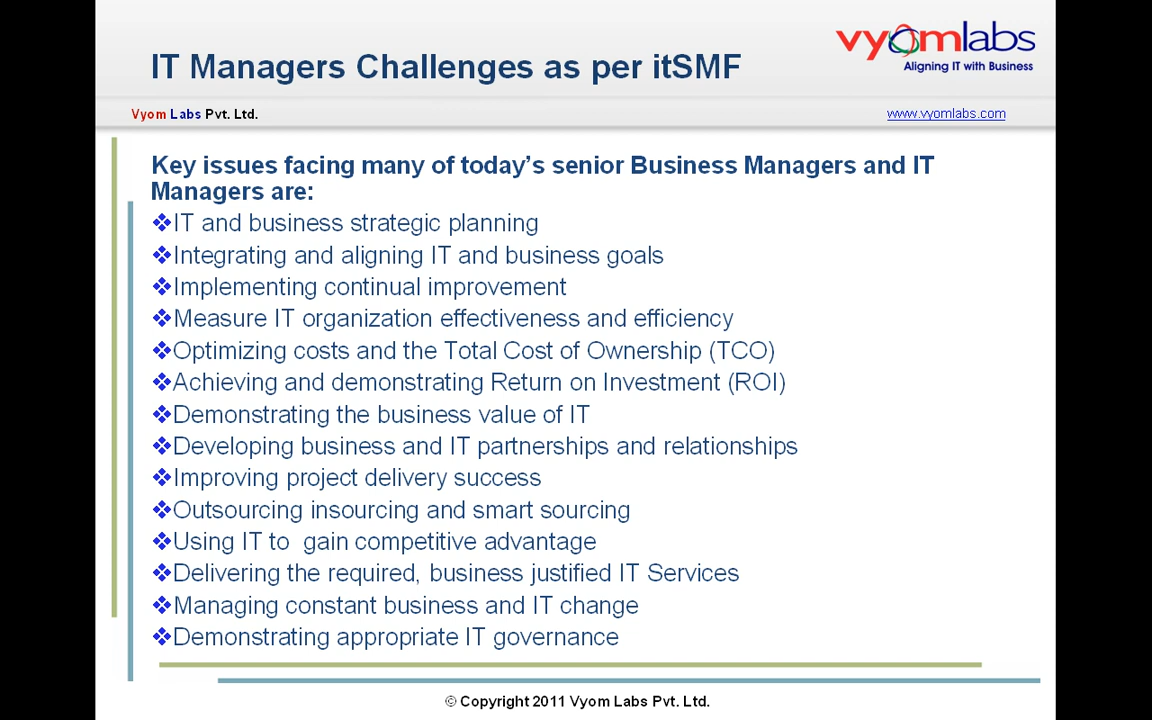 IT Managers Challenges as per itSMF
vyomlabs
Aligning IT with Business
Vyom Labs Pvt. Ltd.
www.vyomlabs.com
Key issues facing many of today's senior Business Managers and IT
Managers are:
❖IT and business strategic planning
❖Integrating and aligning IT and business goals
❖Implementing continual improvement
❖Measure IT organization effectiveness and efficiency
❖Optimizing costs and the Total Cost of Ownership (TCO)
❖Achieving and demonstrating Return on Investment (ROI)
❖Demonstrating the business value of IT
❖Developing business and IT partnerships and relationships
❖Improving project delivery success
❖Outsourcing insourcing and smart sourcing
❖Using IT to  gain competitive advantage
❖Delivering the required, business justified IT Services
❖Managing constant business and IT change
❖Demonstrating appropriate IT governance
© Copyright 2011 Vyom Labs Pvt. Ltd.